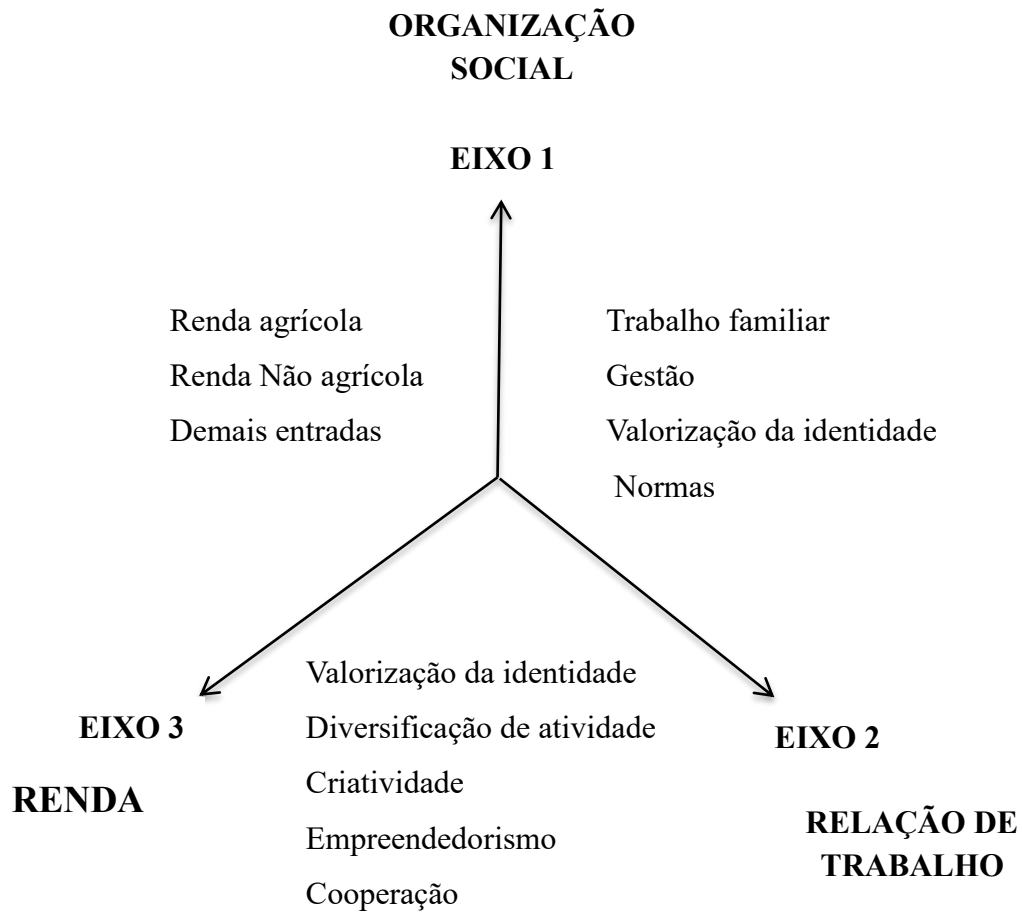 ORGANIZAÇÃO
SOCIAL
EIXO 1
Renda agrícola
Renda Não agrícola
Demais entradas
Trabalho familiar
Gestão
Valorização da identidade
Normas
Valorização da identidade
Diversificação de atividade
Criatividade
Empreendedorismo
Cooperação
EIXO 3
RENDA
EIXO 2
RELAÇÃO DE
TRABALHO